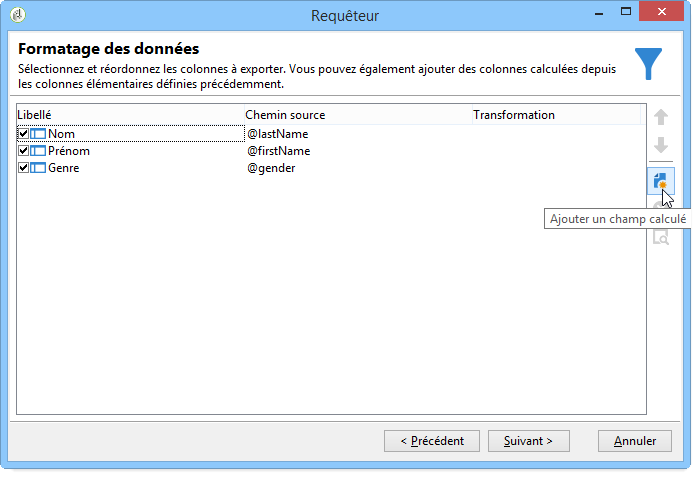 Requêteur
Formatage des données
Sélectionnez et réordonnez les colonnes à exporter. Vous pouvez également ajouter des colonnes calculées depuis
les colonnes élémentaires définies précédemment.
Libellé Chemin source Transformation
Nom @lastName
Prénom @firstName
Genre @gender
Ajouter un champ calculé
< Précédent Suivant > Annuler